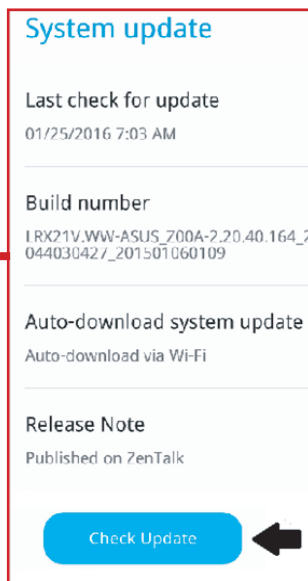 System update
Last check for update
01/25/2016 7:03 AM
Build number
LRX21V.WW-ASUS_Z00A-2.20.40.164_2
044030427_201501060109
Auto-download system update
Auto-download via Wi-Fi
Release Note
Published on ZenTalk
Check Update